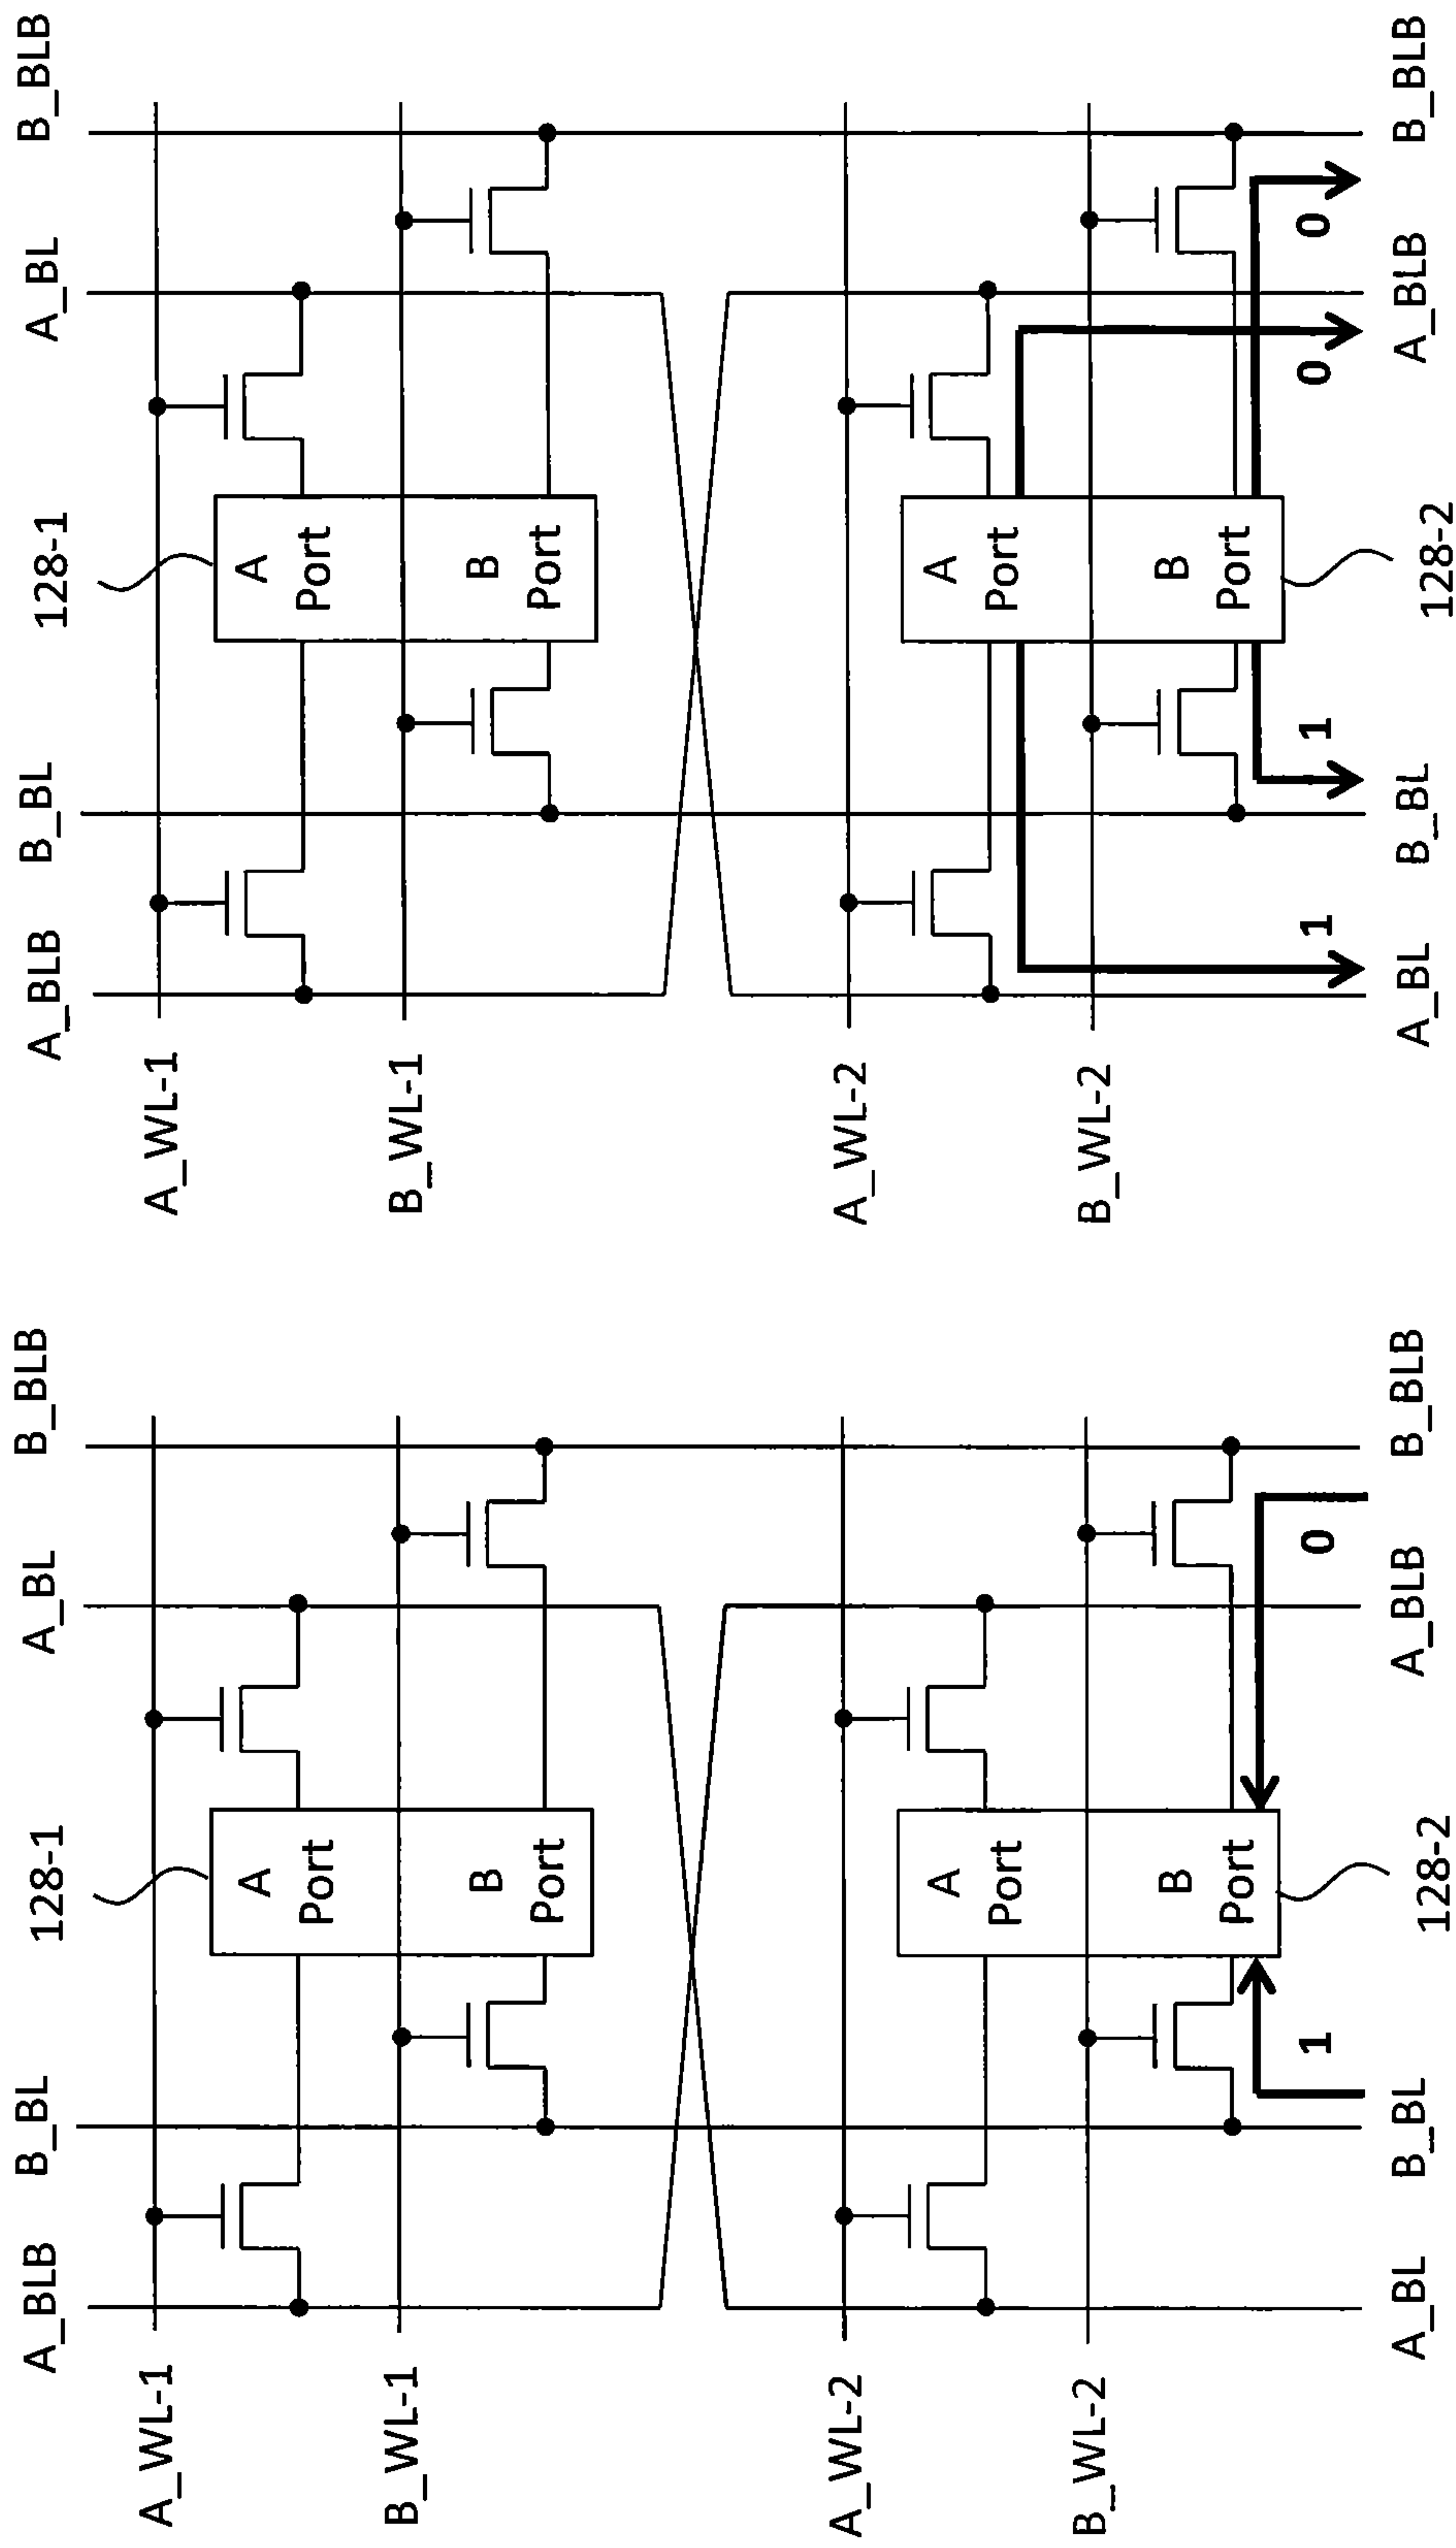 A_BLB
B_BL
128-1
A_BL
B_BLB
A_WL-1
A
Port
B_WL-1
B
Port
A_WL-2
A
Port
B_WL-2
B
Port
1
0
A_BL
B_BL
128-2
A_BLB
B_BLB
A_BLB
B_BL
128-1
A_BL
B_BLB
A_WL-1
A
Port
B_WL-1
B
Port
A_WL-2
A
Port
B_WL-2
B
Port
1
1
0
0
A_BL
B_BL
128-2
A_BLB
B_BLB